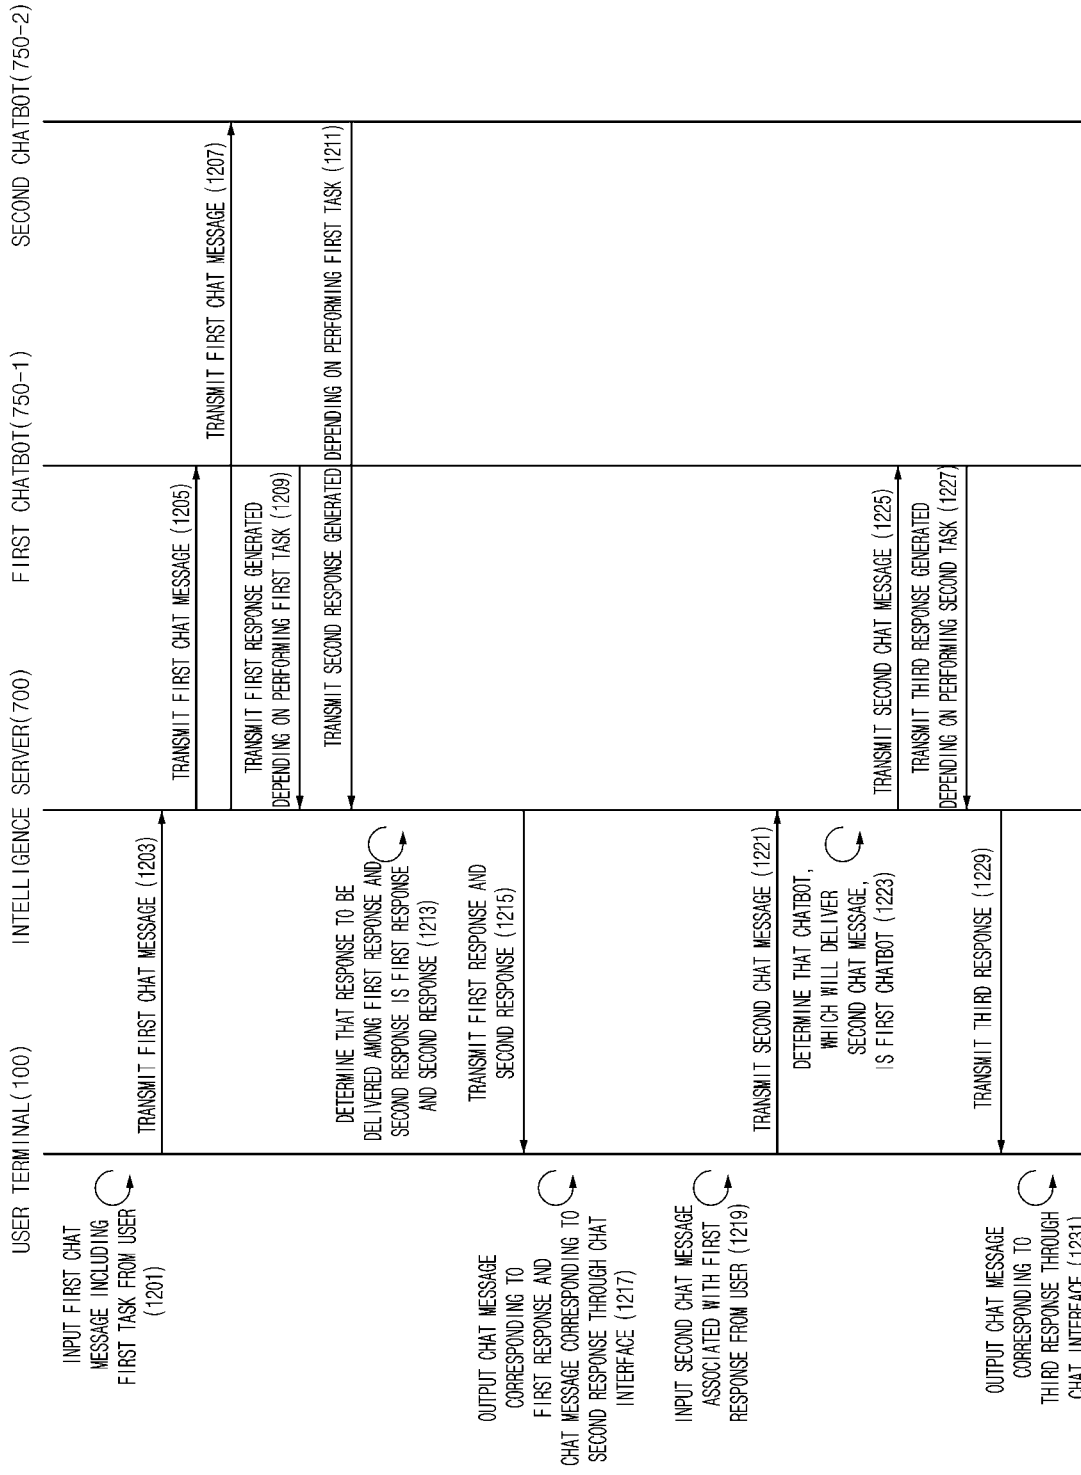 USER TERMINAL(100)
INTELLIGENCE SERVER(700)
FIRST CHATBOT(750-1)
SECOND CHATBOT(750-2)
INPUT FIRST CHAT
MESSAGE INCLUDING
FIRST TASK FROM USER
(1201)
TRANSMIT FIRST CHAT MESSAGE (1203)
TRANSMIT FIRST CHAT MESSAGE (1205)
TRANSMIT FIRST CHAT MESSAGE (1207)
TRANSMIT FIRST RESPONSE GENERATED
DEPENDING ON PERFORMING FIRST TASK (1209)
TRANSMIT SECOND RESPONSE GENERATED DEPENDING ON PERFORMING FIRST TASK (1211)
DETERMINE THAT RESPONSE TO BE
DELIVERED AMONG FIRST RESPONSE AND
SECOND RESPONSE IS FIRST RESPONSE
AND SECOND RESPONSE (1213)
TRANSMIT FIRST RESPONSE AND
SECOND RESPONSE (1215)
OUTPUT CHAT MESSAGE
CORRESPONDING TO
FIRST RESPONSE AND
CHAT MESSAGE CORRESPONDING TO
SECOND RESPONSE THROUGH CHAT
INTERFACE (1217)
INPUT SECOND CHAT MESSAGE
ASSOCIATED WITH FIRST
RESPONSE FROM USER (1219)
TRANSMIT SECOND CHAT MESSAGE (1221)
DETERMINE THAT CHATBOT,
WHICH WILL DELIVER
SECOND CHAT MESSAGE,
IS FIRST CHATBOT (1223)
TRANSMIT SECOND CHAT MESSAGE (1225)
TRANSMIT THIRD RESPONSE GENERATED
DEPENDING ON PERFORMING SECOND TASK (1227)
TRANSMIT THIRD RESPONSE (1229)
OUTPUT CHAT MESSAGE
CORRESPONDING TO
THIRD RESPONSE THROUGH
CHAT INTERFACE (1231)